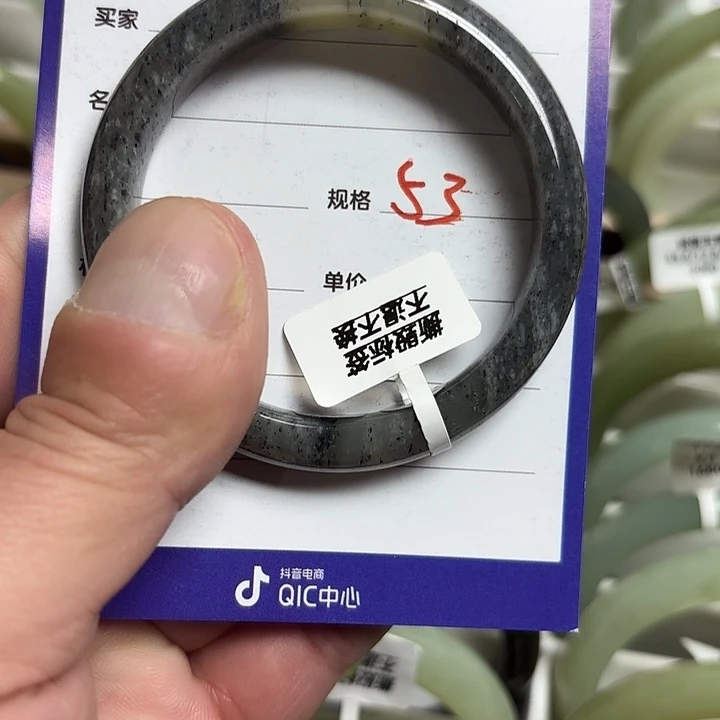 买家
名
规格 53
单价
撕毁标签
不退不换
抖音电商
QIC中心